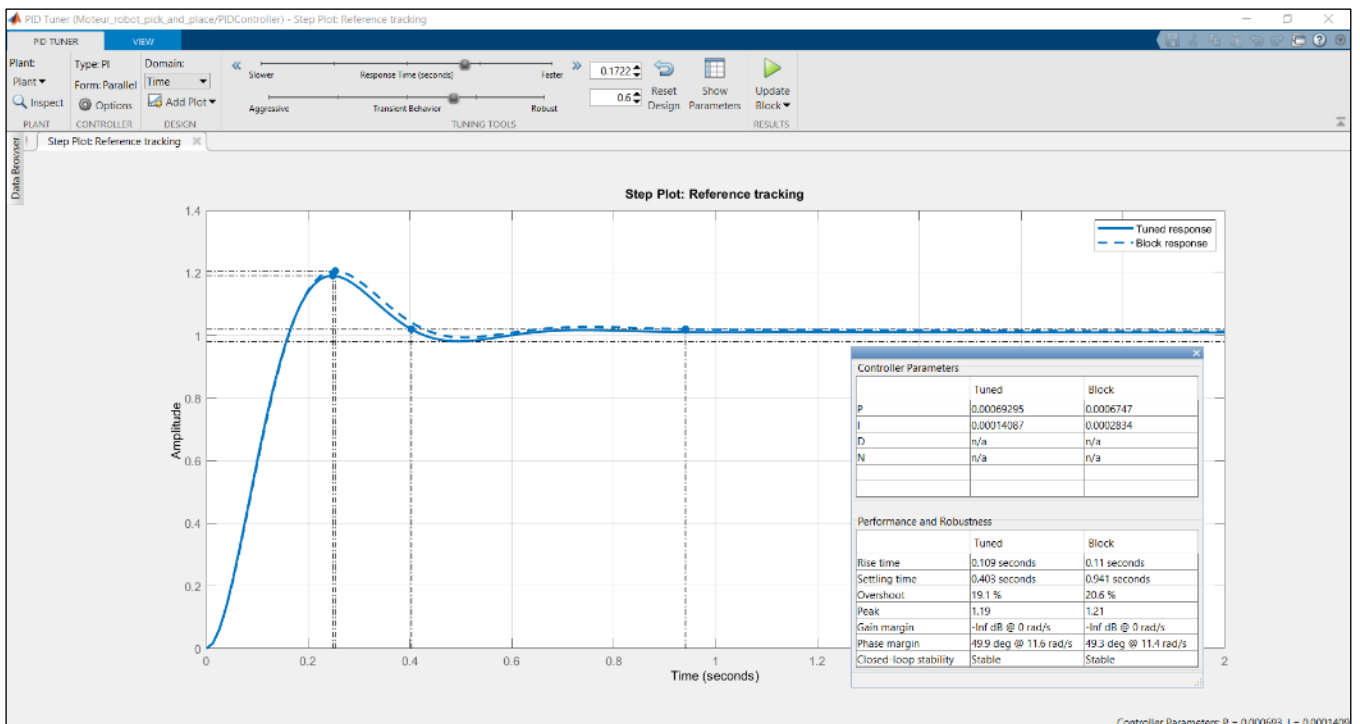 PID Tuner (Moteur_robot_pick_and_place/PIDController) - Step Plot: Reference tracking
PID TUNER VIEW
Plant: Type: PI Domain:
Plant Form: Parallel Time
Slower Response Time (seconds) Faster 0.1722
Inspect Options Add Plot
Aggressive Transient Behavior Robust 0.6
Reset Design Show Parameters Update Block
PLANT CONTROLLER DESIGN TUNING TOOLS RESULTS
Data Browser
Step Plot: Reference tracking
Step Plot: Reference tracking
Tuned response
Block response
1.4
1.2
1
0.8
0.6
0.4
0.2
0
Amplitude
0 0.2 0.4 0.6 0.8 1 1.2 2
Time (seconds)
Controller Parameters
Tuned Block
P 0.00069295 0.0006747
I 0.00014087 0.0002834
D n/a n/a
N n/a n/a
Performance and Robustness
Tuned Block
Rise time 0.109 seconds 0.11 seconds
Settling time 0.403 seconds 0.941 seconds
Overshoot 19.1 % 20.6 %
Peak 1.19 1.21
Gain margin -Inf dB @ 0 rad/s -Inf dB @ 0 rad/s
Phase margin 49.9 deg @ 11.6 rad/s 49.3 deg @ 11.4 rad/s
Closed-loop stability Stable Stable
Controller Parameters: P = 0.000693, I = 0.0001409